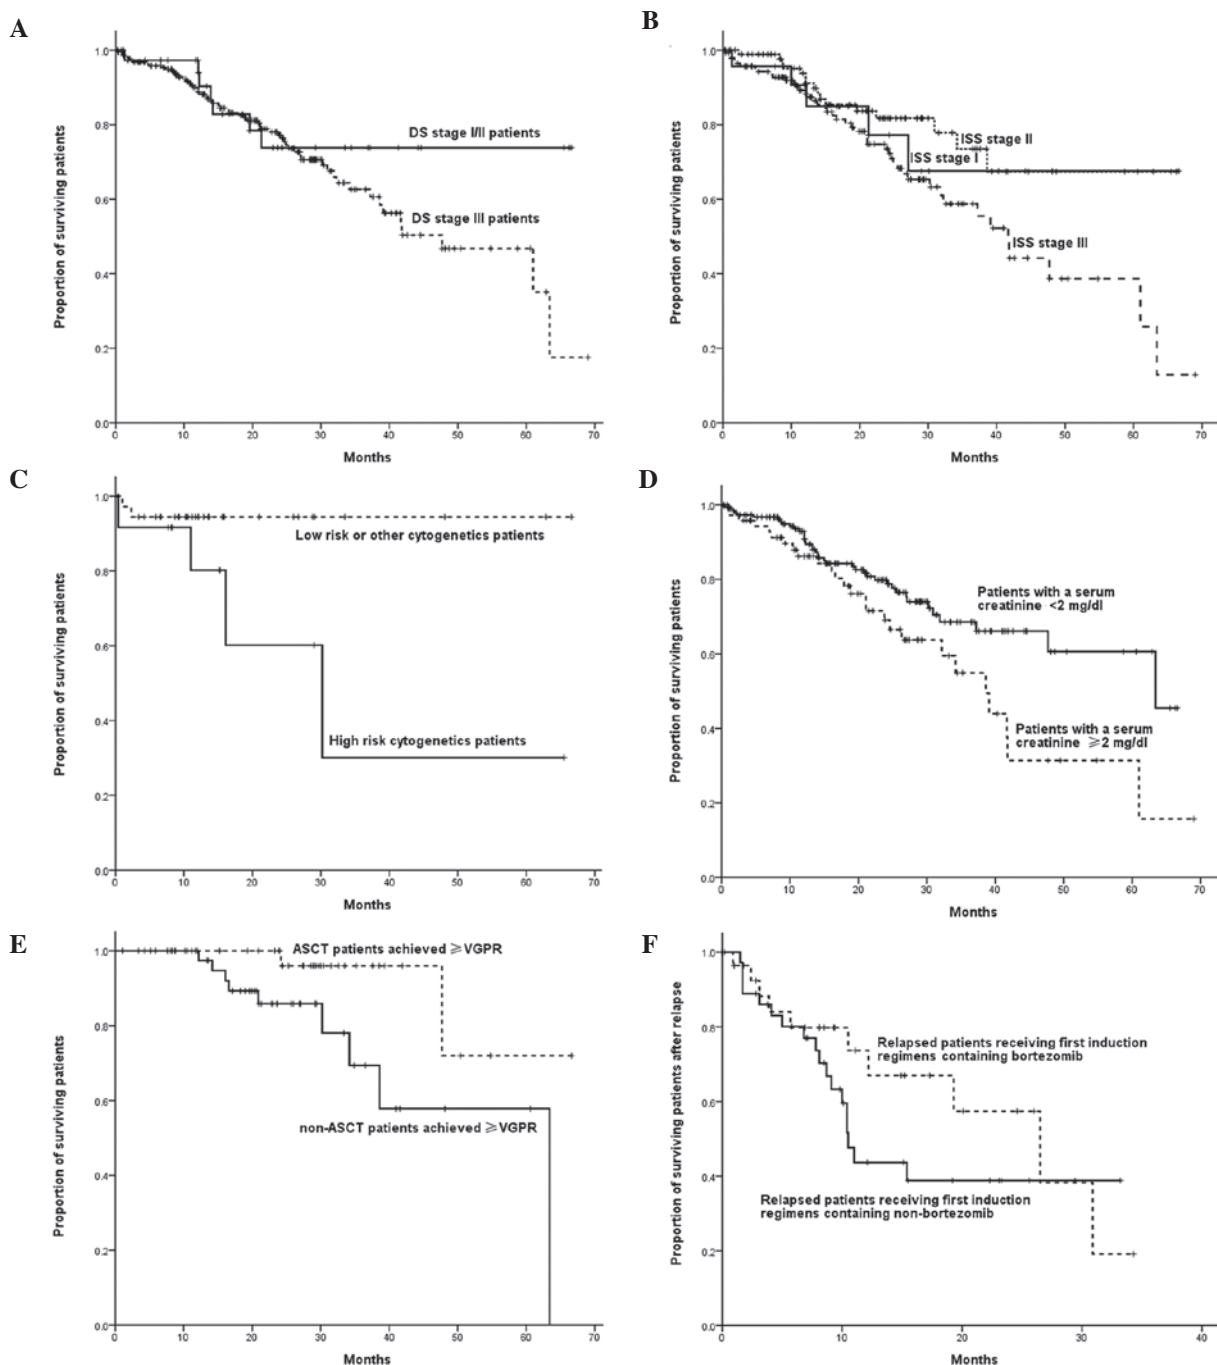 A
Proportion of surviving patients
1.0
0.8
0.6
0.4
0.2
0.0
DS stage I/II patients
DS stage III patients
0 10 20 30 40 50 60 70
Months
B
Proportion of surviving patients
1.0
0.8
0.6
0.4
0.2
0.0
ISS stage II
ISS stage I
ISS stage III
0 10 20 30 40 50 60 70
Months
C
Proportion of surviving patients
1.0
0.8
0.6
0.4
0.2
0.0
Low risk or other cytogenetics patients
High risk cytogenetics patients
0 10 20 30 40 50 60 70
Months
D
Proportion of surviving patients
1.0
0.8
0.6
0.4
0.2
0.0
Patients with a serum
creatinine <2 mg/dl
Patients with a serum
creatinine ≥2 mg/dl
0 10 20 30 40 50 60 70
Months
E
Proportion of surviving patients
1.0
0.8
0.6
0.4
0.2
0.0
ASCT patients achieved ≥VGPR
non-ASCT patients achieved ≥VGPR
0 10 20 30 40 50 60 70
Months
F
Proportion of surviving patients after relapse
1.0
0.8
0.6
0.4
0.2
0.0
Relapsed patients receiving first induction
regimens containing bortezomib
Relapsed patients receiving first induction
regimens containing non-bortezomib
0 10 20 30 40
Months